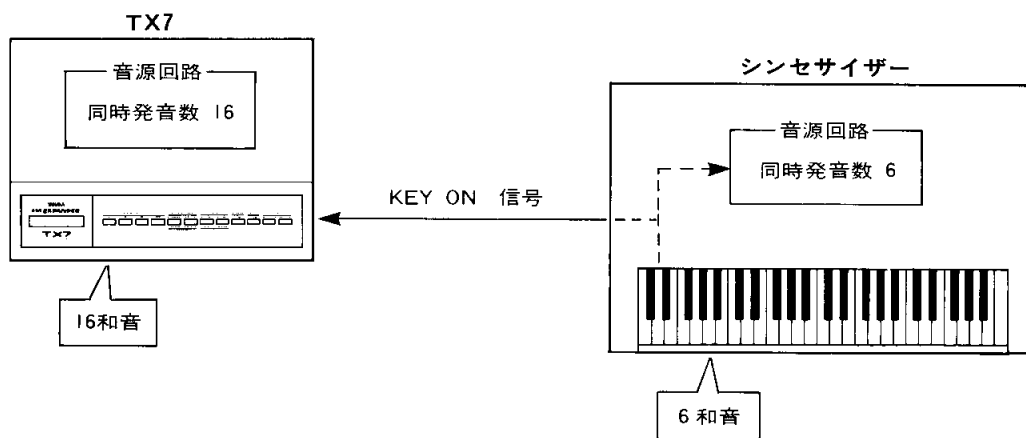 TX7
音源回路
同時発音数 16
TX7
16和音
KEY ON 信号
シンセサイザー
音源回路
同時発音数 6
6和音